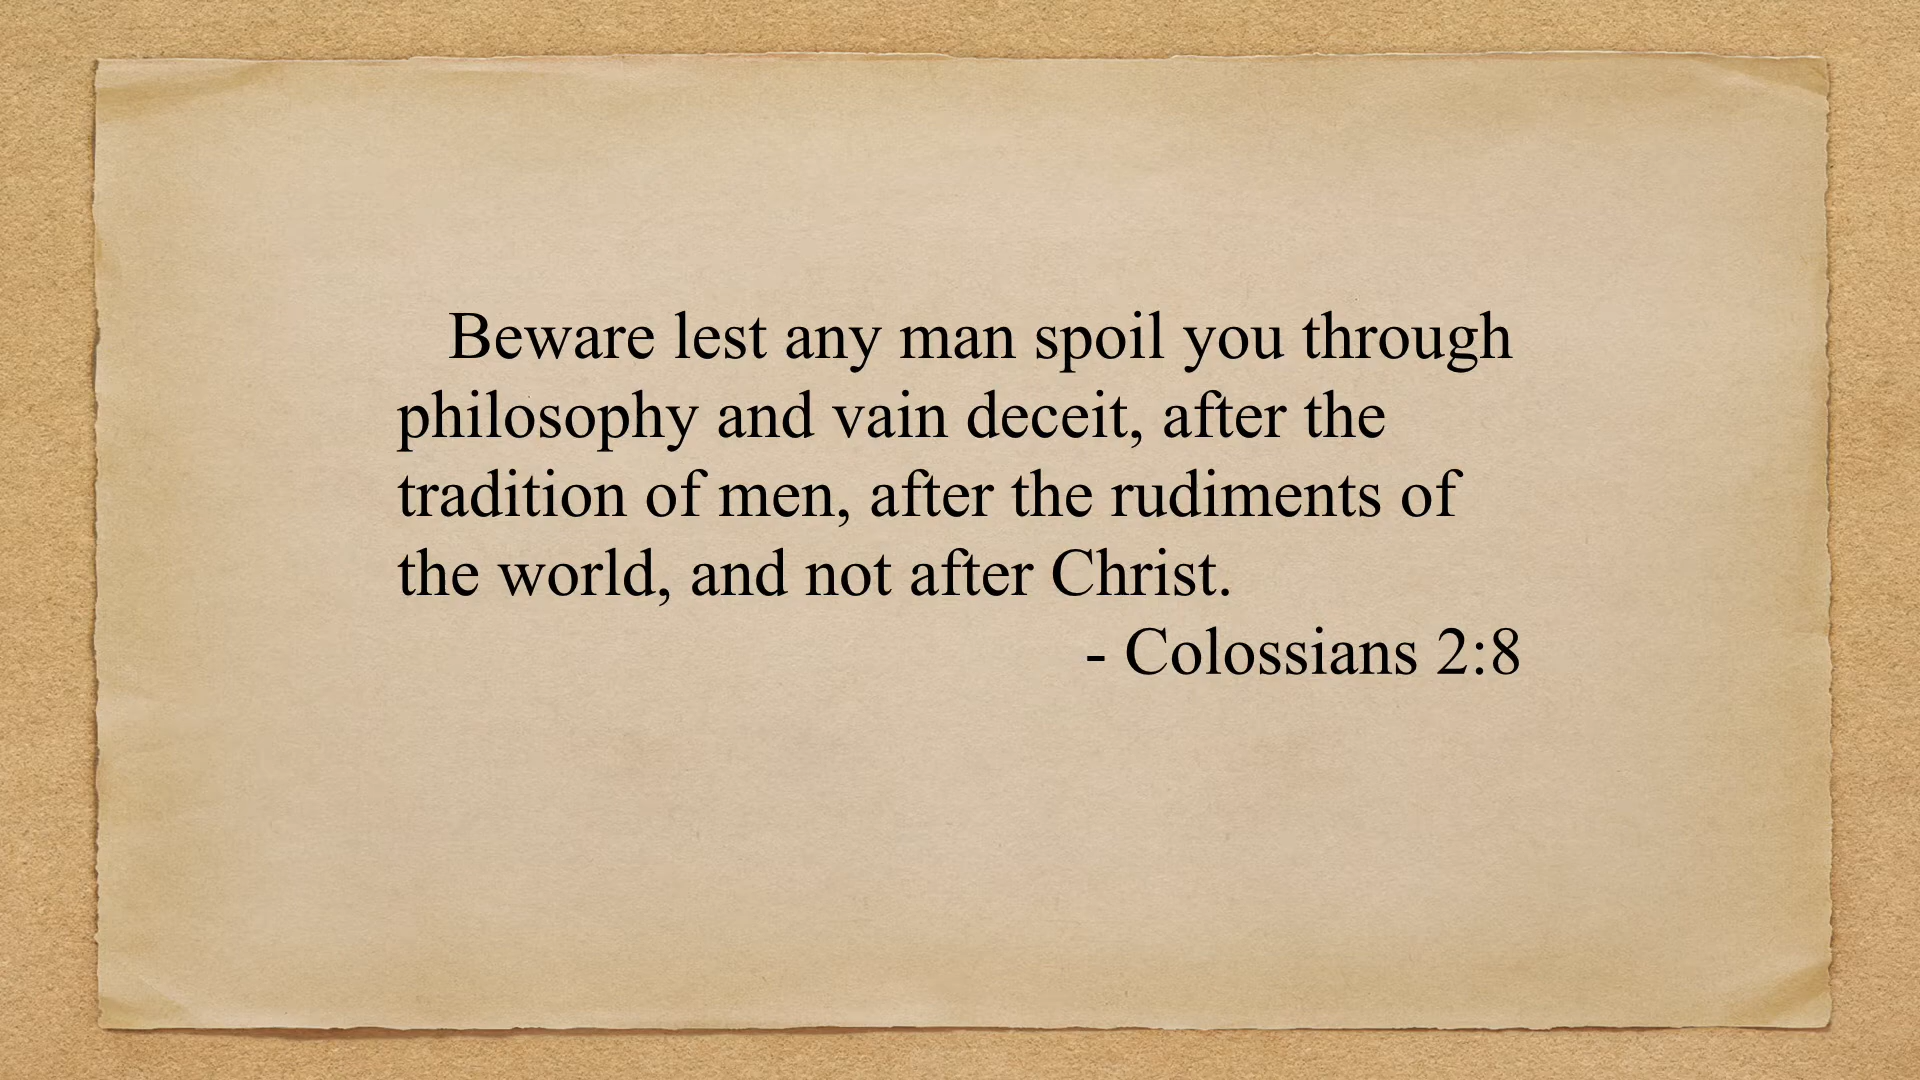 Beware lest any man spoil you through
philosophy and vain deceit, after the
tradition of men, after the rudiments of
the world, and not after Christ.
- Colossians 2:8